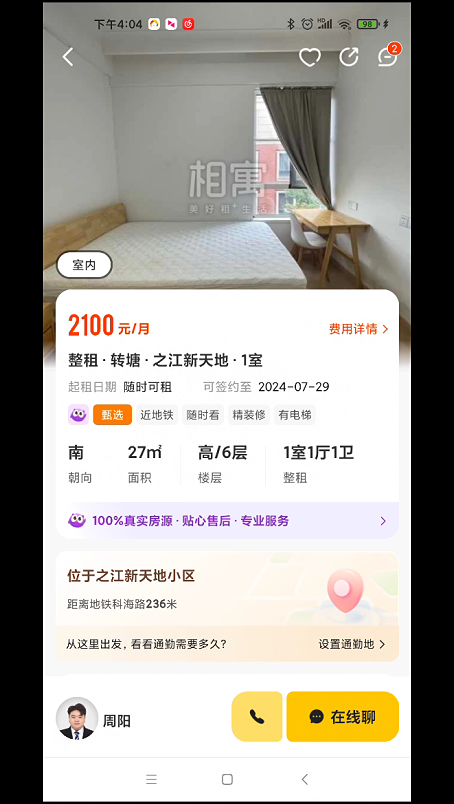 下午4:04
98
2
相寓
美好租+生活
室内
2100 元/月
费用详情 >
整租 · 转塘 · 之江新天地 · 1室
起租日期 随时可租 可签约至 2024-07-29
甄选 近地铁 随时看 精装修 有电梯
南 27㎡ 高/6层 1室1厅1卫
朝向 面积 楼层 整租
100%真实房源 · 贴心售后 · 专业服务 >
位于之江新天地小区
距离地铁科海路236米
从这里出发，看看通勤需要多久？ 设置通勤地 >
周阳
在线聊